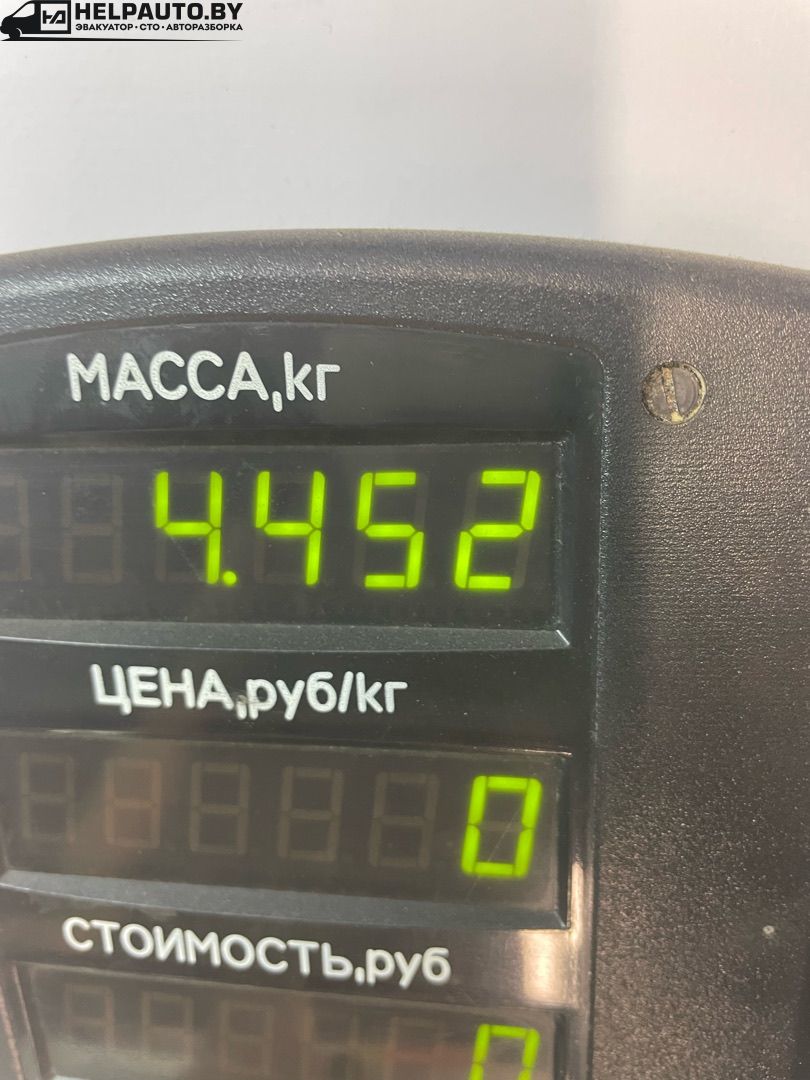 HELPAUTO.BY
ЭВАКУАТОР • СТО • АВТОРАЗБОРКА
МАССА,кг
4.452
ЦЕНА,руб/кг
0
СТОИМОСТЬ,руб
0